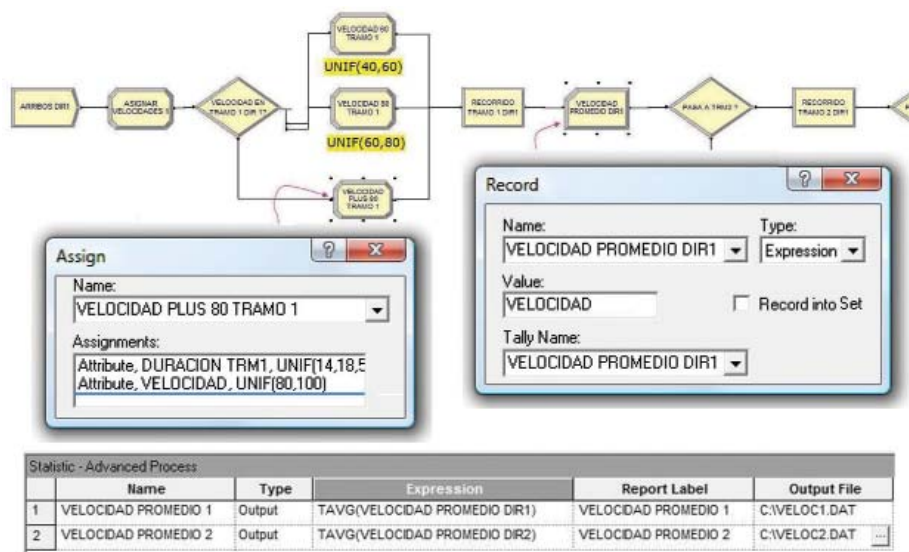 VELOCIDAD 60
TRAMO 1
UNIF(40,60)
ARRIBOS DIR1
ASIGNAR
VELOCIDADES 1
VELOCIDAD EN
TRAMO 1 DIR 1?
VELOCIDAD 80
TRAMO 1
RECORRIDO
TRAMO 1 DIR1
VELOCIDAD
PROMEDIO DIR1
PASA A TRM2 ?
RECORRIDO
TRAMO 2 DIR1
UNIF(60,80)
VELOCIDAD
PLUS 80
TRAMO 1
Assign
Name:
VELOCIDAD PLUS 80 TRAMO 1
Assignments:
Attribute, DURACION TRM1, UNIF(14,18,5
Attribute, VELOCIDAD, UNIF(80,100)
Record
Name:
Type:
VELOCIDAD PROMEDIO DIR1
Expression
Value:
VELOCIDAD
Record into Set
Tally Name:
VELOCIDAD PROMEDIO DIR1
Statistic - Advanced Process
Name Type Expression Report Label Output File
1 VELOCIDAD PROMEDIO 1 Output TAVG(VELOCIDAD PROMEDIO DIR1) VELOCIDAD PROMEDIO 1 C:\VELOC1.DAT
2 VELOCIDAD PROMEDIO 2 Output TAVG(VELOCIDAD PROMEDIO DIR2) VELOCIDAD PROMEDIO 2 C:\VELOC2.DAT ...